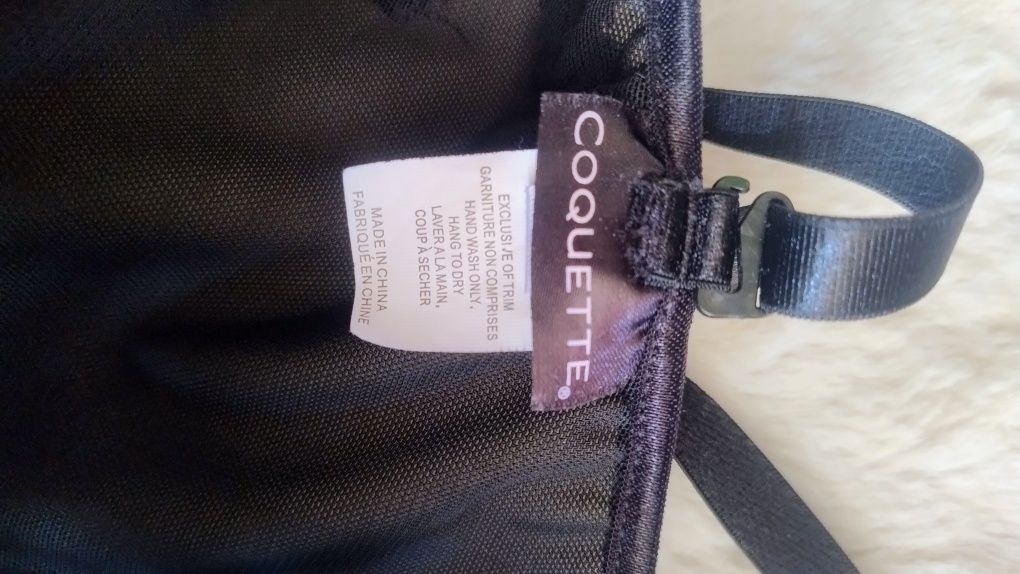 COQUETTE®
EXCLUSIVE OF TRIM
GARNITURE NON COMPRISES
HAND WASH ONLY,
HANG TO DRY
LAVER A LA MAIN,
COUP À SECHER
MADE IN CHINA
FABRIQUÉ EN CHINE